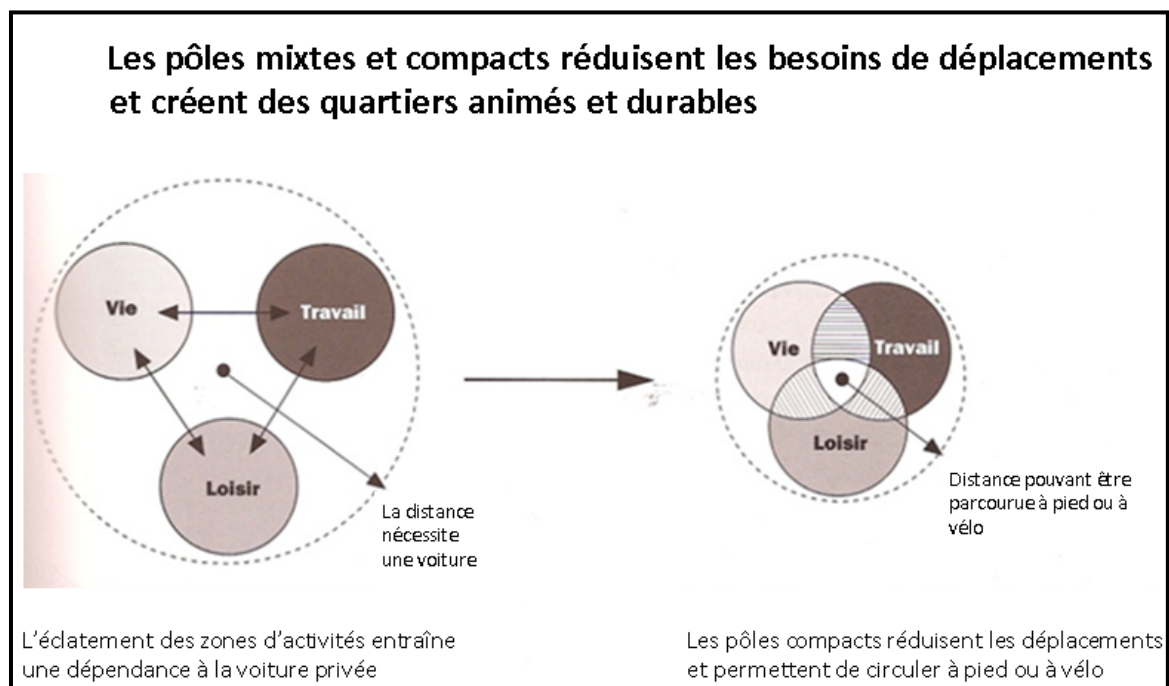 Les pôles mixtes et compacts réduisent les besoins de déplacements
et créent des quartiers animés et durables
Vie
Travail
Loisir
La distance
nécessite
une voiture
L'éclatement des zones d'activités entraîne
une dépendance à la voiture privée
Vie
Travail
Loisir
Distance pouvant être
parcourue à pied ou à
vélo
Les pôles compacts réduisent les déplacements
et permettent de circuler à pied ou à vélo